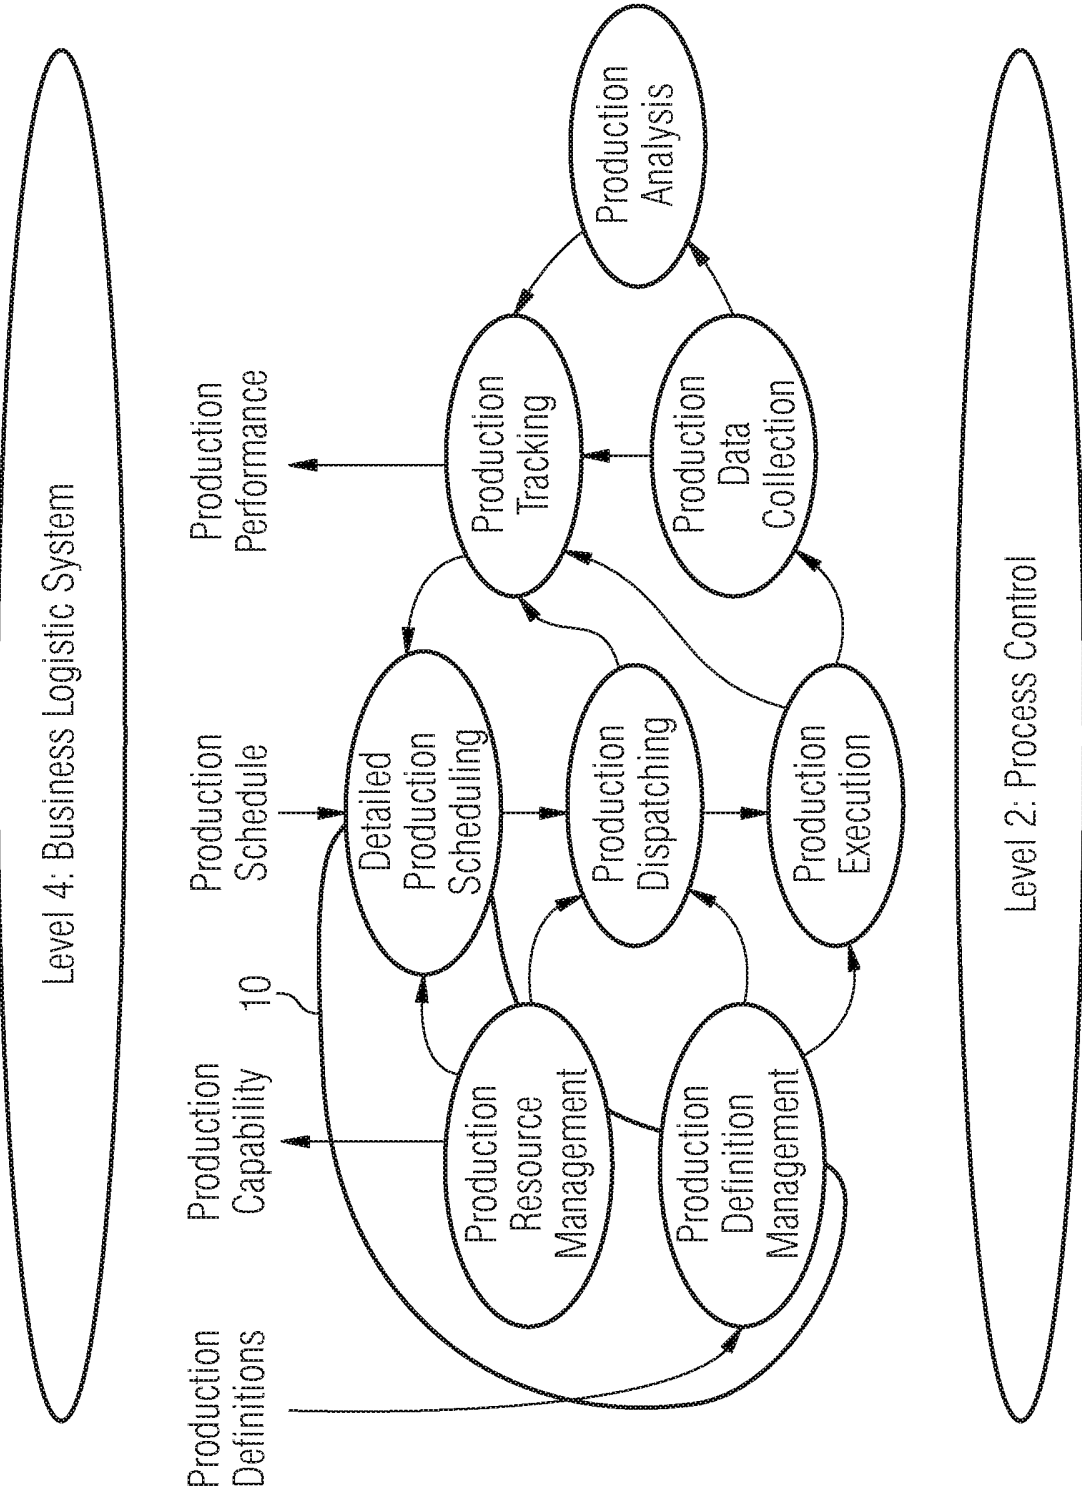 Level 4: Business Logistic System
Production
Definitions
Production
Capability
10
Production
Schedule
Production
Performance
Detailed
Production
Scheduling
Production
Resource
Management
Production
Tracking
Production
Dispatching
Production
Analysis
Production
Definition
Management
Production
Data
Collection
Production
Execution
Level 2: Process Control